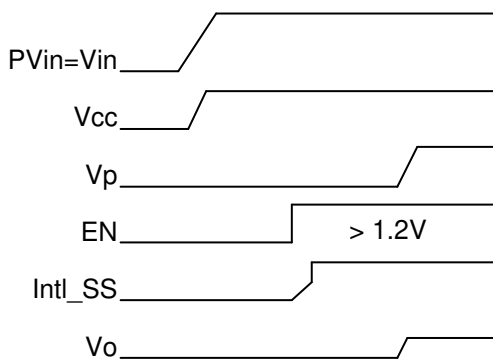 PVin=Vin
Vcc
Vp
EN
> 1.2V
Intl_SS
Vo